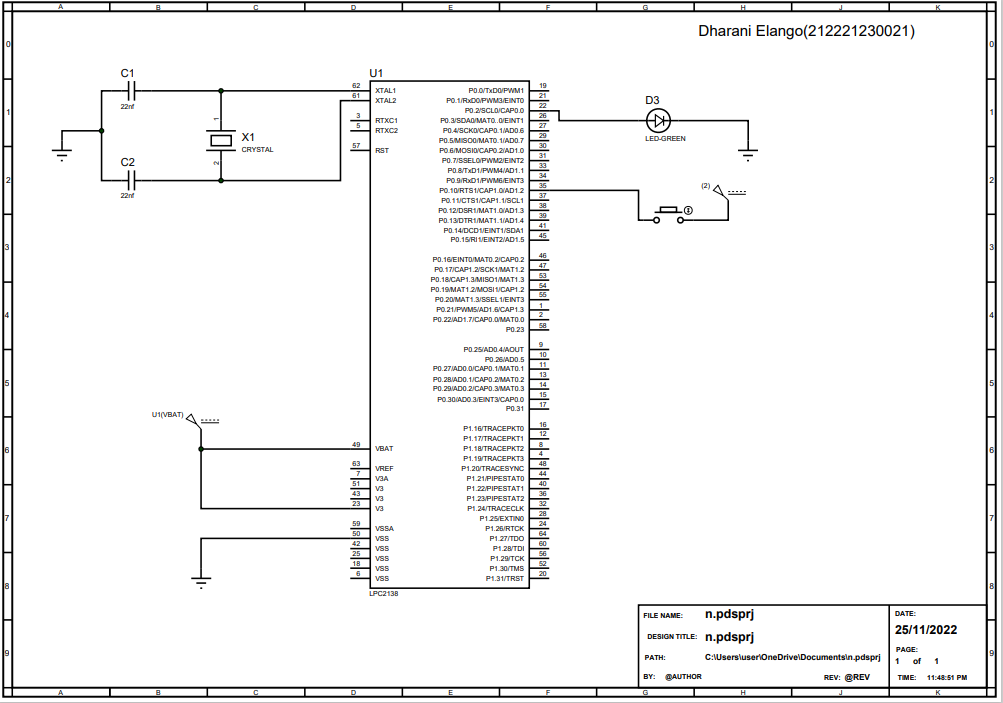 A B C D E F G H J K
Dharani Elango(212221230021)
0 0
1 1
2 2
3 3
4 4
5 5
6 6
7 7
8 8
9 9
C1
22nf
C2
22nf
1
2
X1
CRYSTAL
U1
62 XTAL1
61 XTAL2
3 RTXC1
5 RTXC2
57 RST
U1(VBAT)
49 VBAT
63 VREF
7 V3A
51 V3
43 V3
23 V3
59 VSSA
50 VSS
42 VSS
25 VSS
18 VSS
6 VSS
P0.0/TxD0/PWM1 19
P0.1/RxD0/PWM3/EINT0 21
P0.2/SCL0/CAP0.0 22
P0.3/SDA0/MAT0..0/EINT1 26
P0.4/SCK0/CAP0.1/AD0.6 27
P0.5/MISO0/MAT0.1/AD0.7 29
P0.6/MOSI0/CAP0.2/AD1.0 30
P0.7/SSEL0/PWM2/EINT2 31
P0.8/TxD1/PWM4/AD1.1 33
P0.9/RxD1/PWM6/EINT3 34
P0.10/RTS1/CAP1.0/AD1.2 35
P0.11/CTS1/CAP1.1/SCL1 37
P0.12/DSR1/MAT1.0/AD1.3 38
P0.13/DTR1/MAT1.1/AD1.4 39
P0.14/DCD1/EINT1/SDA1 41
P0.15/RI1/EINT2/AD1.5 45
P0.16/EINT0/MAT0.2/CAP0.2 46
P0.17/CAP1.2/SCK1/MAT1.2 47
P0.18/CAP1.3/MISO1/MAT1.3 53
P0.19/MAT1.2/MOSI1/CAP1.2 54
P0.20/MAT1.3/SSEL1/EINT3 55
P0.21/PWM5/AD1.6/CAP1.3 1
P0.22/AD1.7/CAP0.0/MAT0.0 2
P0.23 58
P0.25/AD0.4/AOUT 9
P0.26/AD0.5 10
P0.27/AD0.0/CAP0.1/MAT0.1 11
P0.28/AD0.1/CAP0.2/MAT0.2 13
P0.29/AD0.2/CAP0.3/MAT0.3 14
P0.30/AD0.3/EINT3/CAP0.0 15
P0.31 17
P1.16/TRACEPKT0 16
P1.17/TRACEPKT1 12
P1.18/TRACEPKT2 8
P1.19/TRACEPKT3 4
P1.20/TRACESYNC 48
P1.21/PIPESTAT0 44
P1.22/PIPESTAT1 40
P1.23/PIPESTAT2 36
P1.24/TRACECLK 32
P1.25/EXTIN0 28
P1.26/RTCK 24
P1.27/TDO 64
P1.28/TDI 60
P1.29/TCK 56
P1.30/TMS 52
P1.31/TRST 20
LPC2138
D3
LED-GREEN
(2)
FILE NAME: n.pdsprj
DESIGN TITLE: n.pdsprj
PATH: C:\Users\user\OneDrive\Documents\n.pdsprj
BY: @AUTHOR REV: @REV
DATE:
25/11/2022
PAGE:
1 of 1
TIME: 11:48:51 PM
A B C D E F G H J K